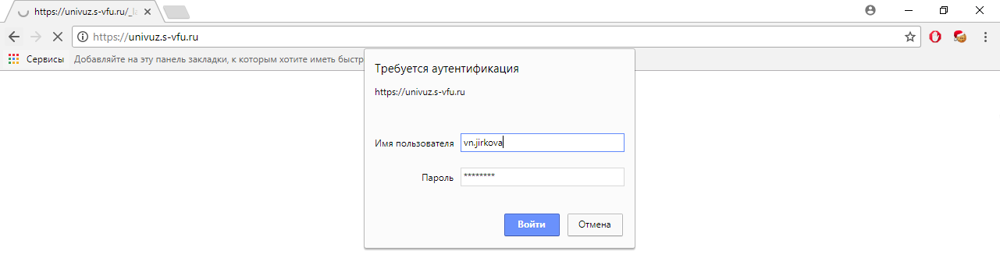 https://univuz.s-vfu.ru/_la
https://univuz.s-vfu.ru
Сервисы Добавляйте на эту панель закладки, к которым хотите иметь быстр
Требуется аутентификация
https://univuz.s-vfu.ru
Имя пользователя vn.jirkova
Пароль ********
Войти Отмена